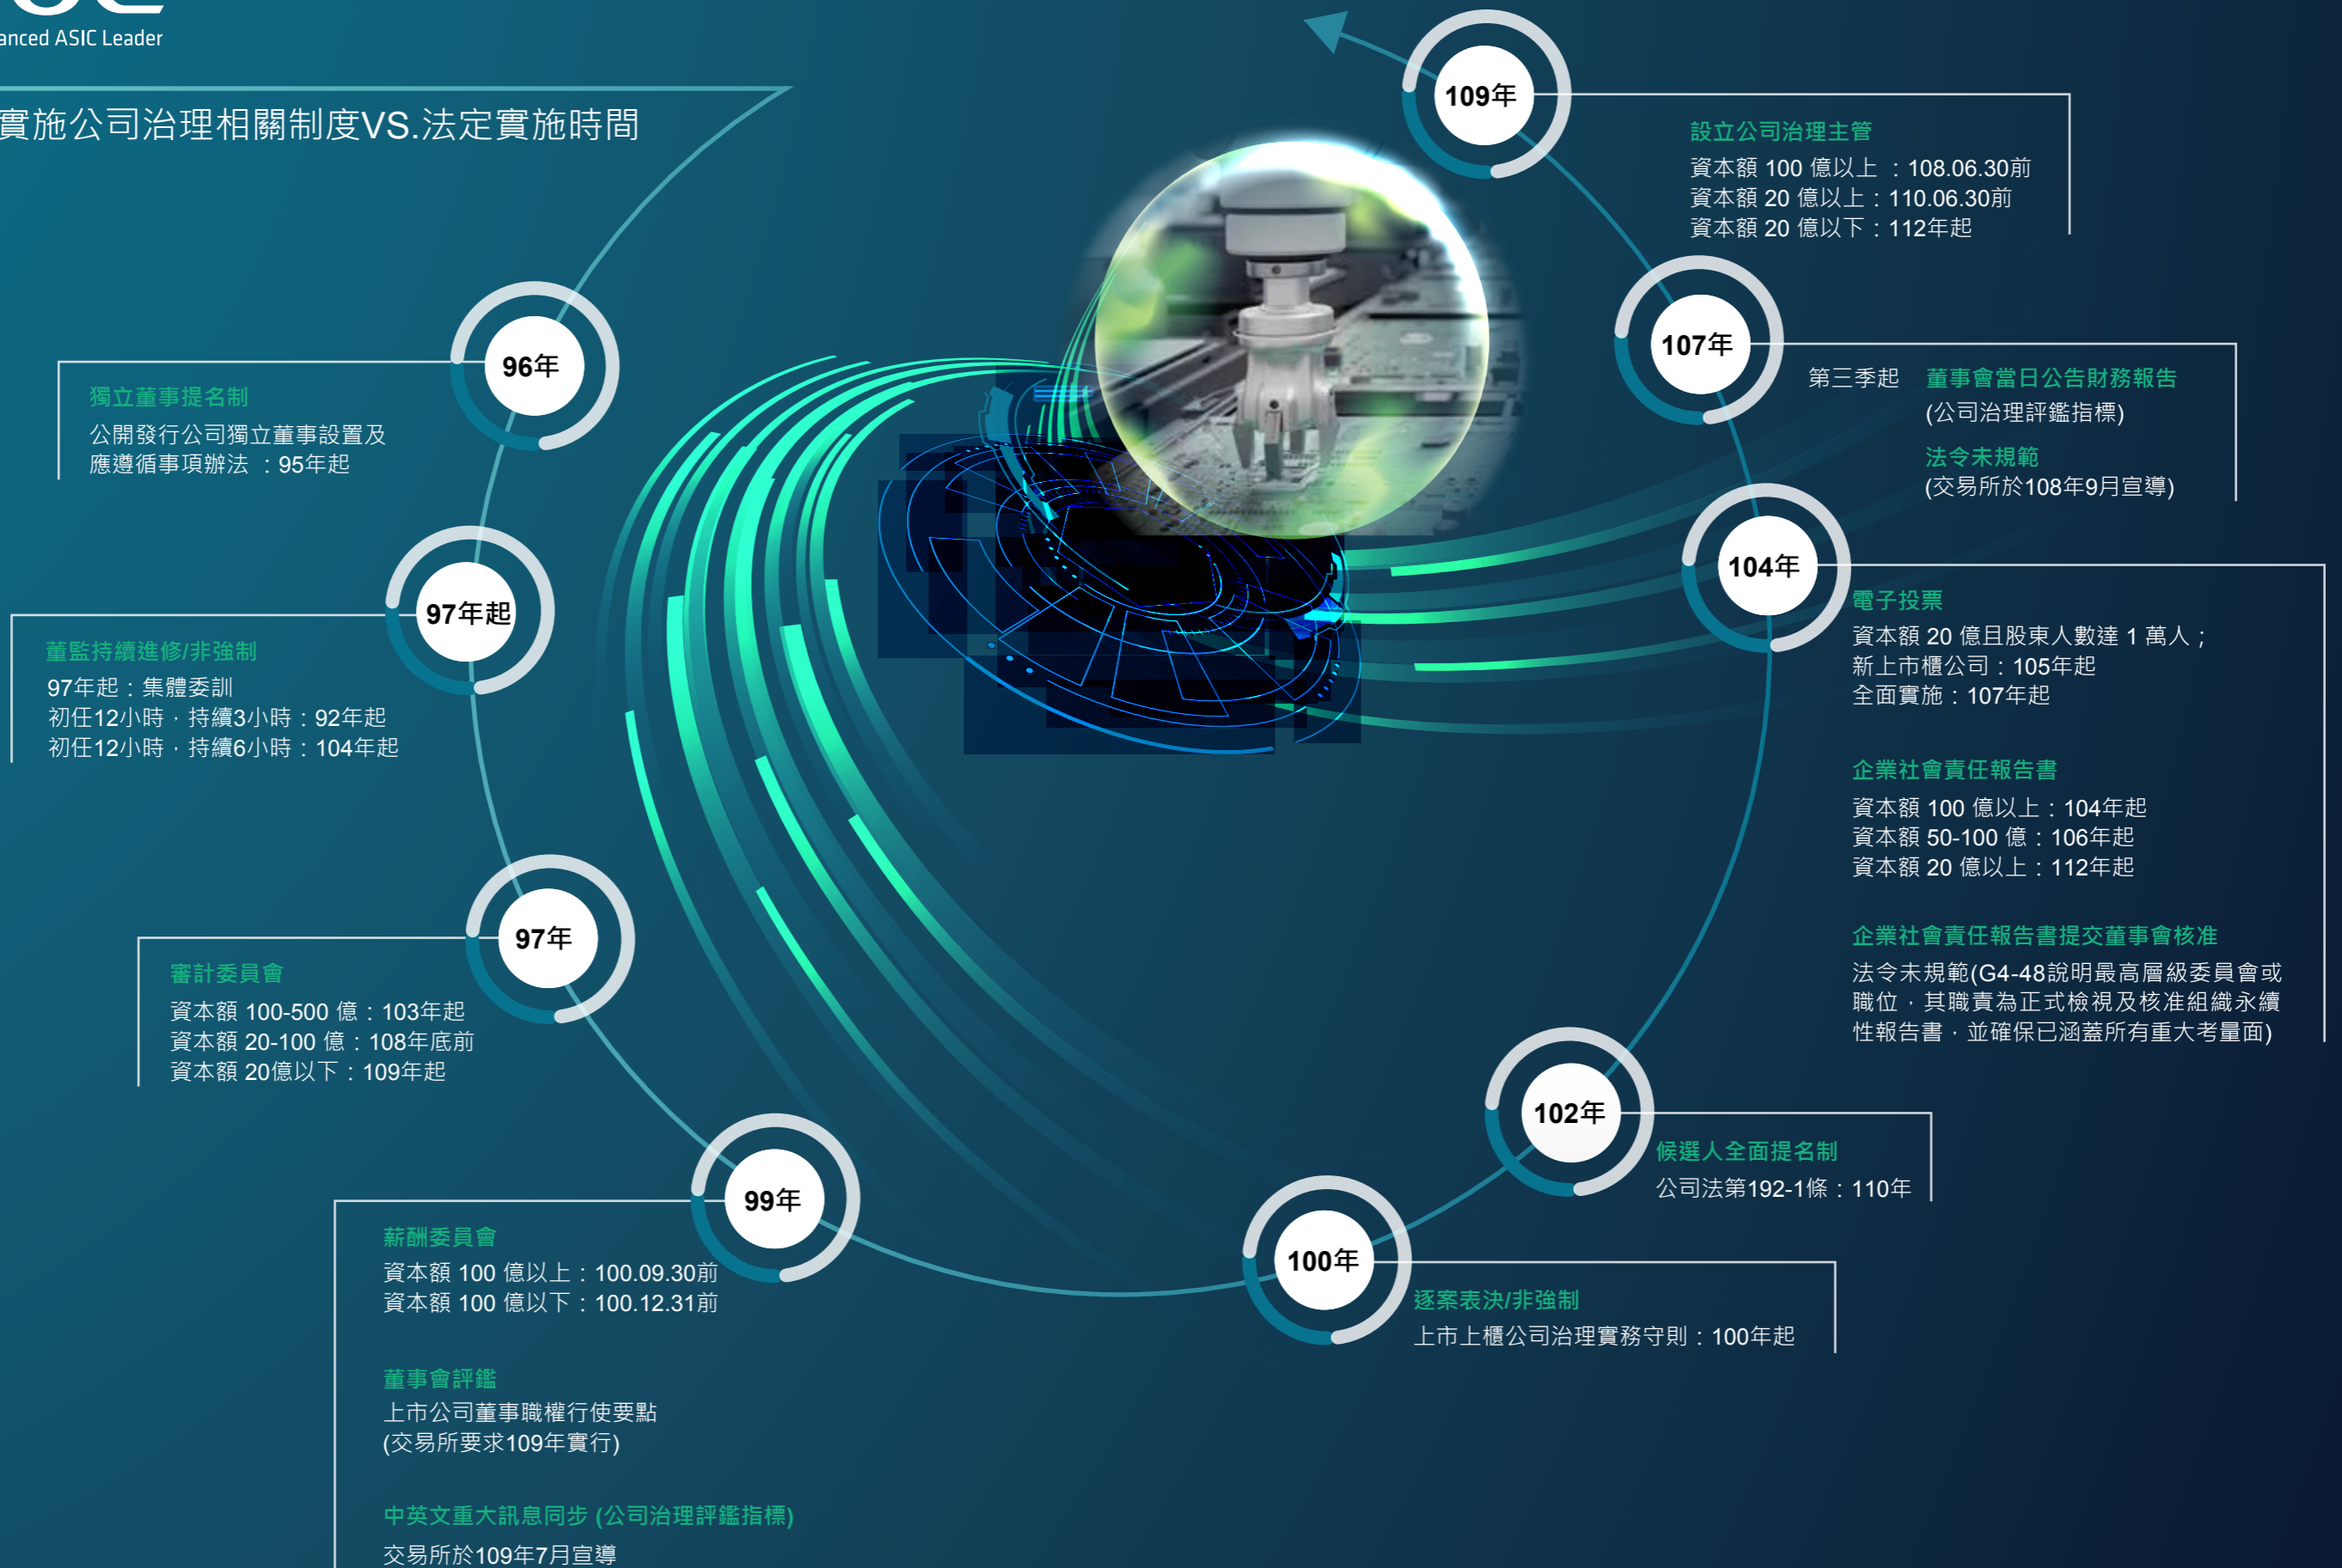 anced ASIC Leader
實施公司治理相關制度VS.法定實施時間
96年
獨立董事提名制
公開發行公司獨立董事設置及
應遵循事項辦法 : 95年起
97年起
董監持續進修/非強制
97年起 : 集體委訓
初任12小時，持續3小時 : 92年起
初任12小時，持續6小時 : 104年起
97年
審計委員會
資本額 100-500 億 : 103年起
資本額 20-100 億 : 108年底前
資本額 20億以下 : 109年起
99年
薪酬委員會
資本額 100 億以上 : 100.09.30前
資本額 100 億以下 : 100.12.31前
董事會評鑑
上市公司董事職權行使要點
(交易所要求109年實行)
中英文重大訊息同步 (公司治理評鑑指標)
交易所於109年7月宣導
100年
逐案表決/非強制
上市上櫃公司治理實務守則 : 100年起
102年
候選人全面提名制
公司法第192-1條 : 110年
104年
電子投票
資本額 20 億且股東人數達 1 萬人 ;
新上市櫃公司 : 105年起
全面實施 : 107年起
企業社會責任報告書
資本額 100 億以上 : 104年起
資本額 50-100 億 : 106年起
資本額 20 億以上 : 112年起
企業社會責任報告書提交董事會核准
法令未規範(G4-48說明最高層級委員會或
職位，其職責為正式檢視及核准組織永續
性報告書，並確保已涵蓋所有重大考量面)
107年
第三季起 董事會當日公告財務報告
(公司治理評鑑指標)
法令未規範
(交易所於108年9月宣導)
109年
設立公司治理主管
資本額 100 億以上 : 108.06.30前
資本額 20 億以上 : 110.06.30前
資本額 20 億以下 : 112年起